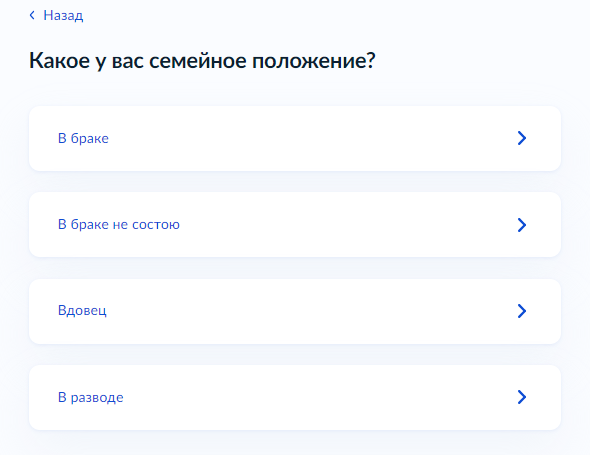 Назад
Какое у вас семейное положение?
В браке
В браке не состою
Вдовец
В разводе